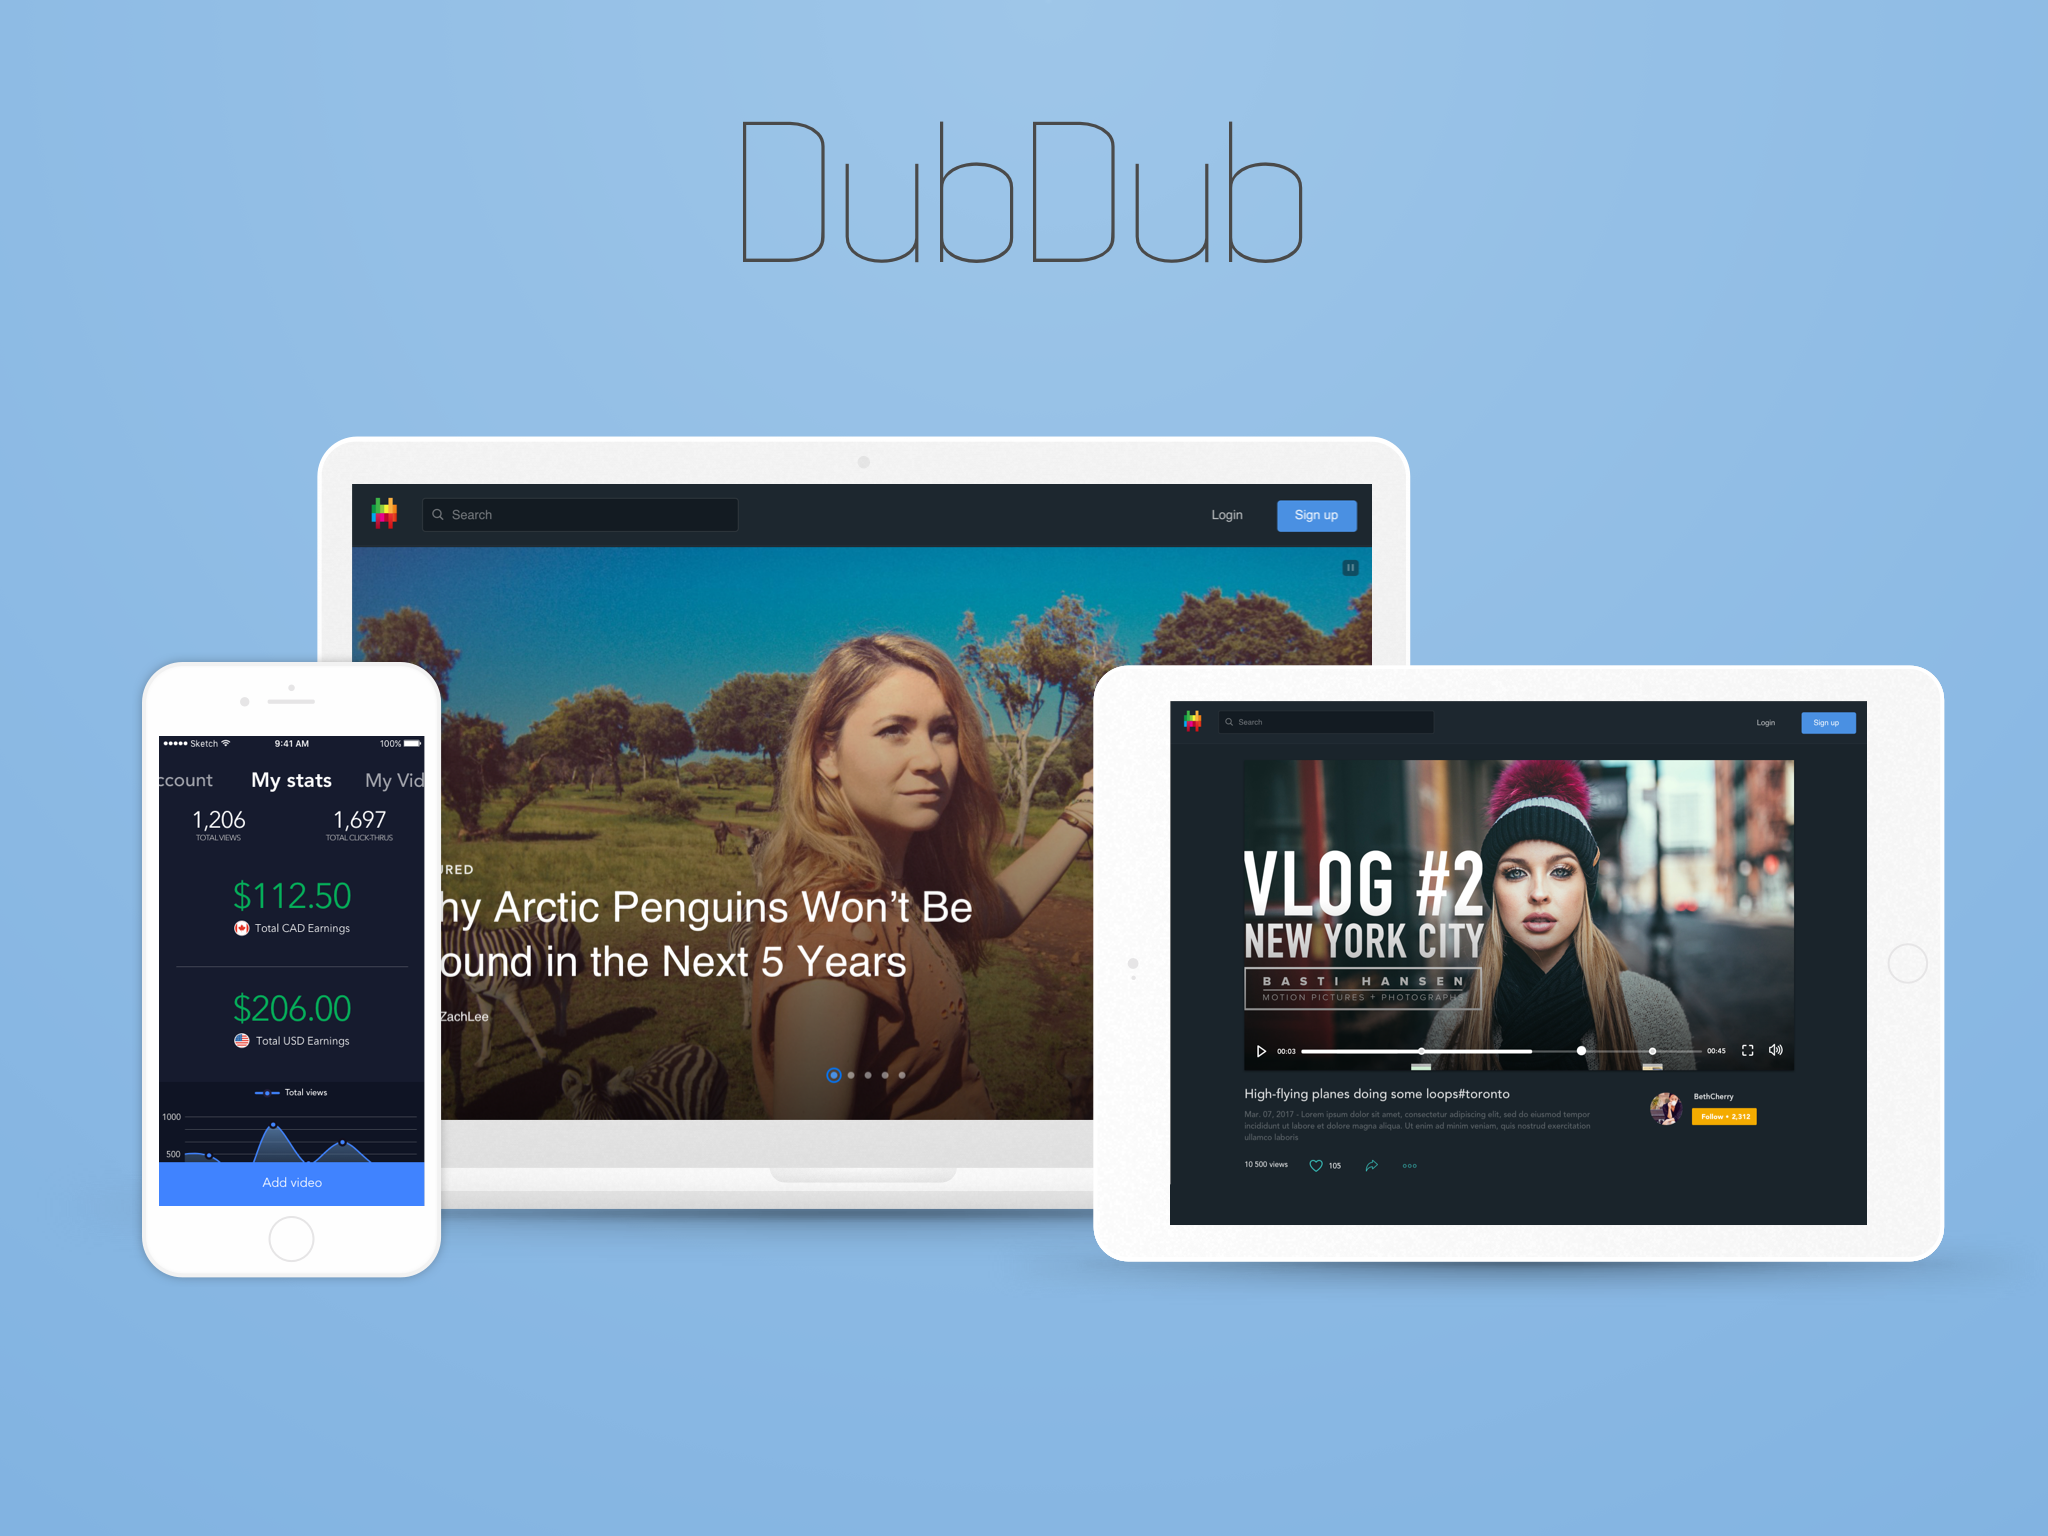 DubDub
Search
Login
Sign up
URED
hy Arctic Penguins Won't Be
ound in the Next 5 Years
ZachLee
Sketch
9:41 AM
100%
ccount
My stats
My Vid
1,206
1,697
TOTAL VIEWS
TOTAL CLICK-THRUS
$112.50
Total CAD Earnings
$206.00
Total USD Earnings
Total views
1000
500
Add video
Search
Login
Sign up
VLOG #2
NEW YORK CITY
BASTI HANSEN
MOTION PICTURES + PHOTOGRAPHS
00:03
00:45
High-flying planes doing some loops#toronto
Mar. 07, 2017 - Lorem ipsum dolor sit amet, consectetur adipiscing elit, sed do eiusmod tempor
incididunt ut labore et dolore magna aliqua. Ut enim ad minim veniam, quis nostrud exercitation
ullamco laboris
BethCherry
Follow • 2,312
10 500 views
105